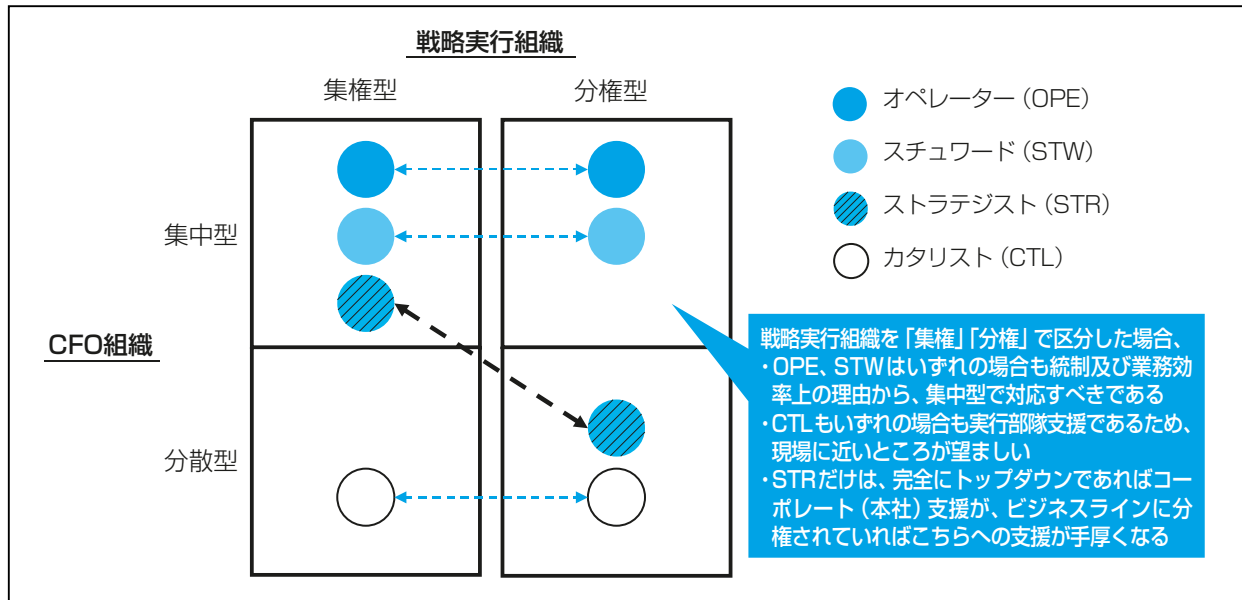 戦略実行組織
集権型
分権型
集中型
CFO組織
分散型
オペレーター（OPE）
スチュワード（STW）
ストラテジスト（STR）
カタリスト（CTL）
戦略実行組織を「集権」「分権」で区分した場合、
・OPE、STWはいずれの場合も統制及び業務効
率上の理由から、集中型で対応すべきである
・CTLもいずれの場合も実行部隊支援であるため、
現場に近いところが望ましい
・STRだけは、完全にトップダウンであればコー
ポレート（本社）支援が、ビジネスラインに分
権されていればこちらへの支援が手厚くなる